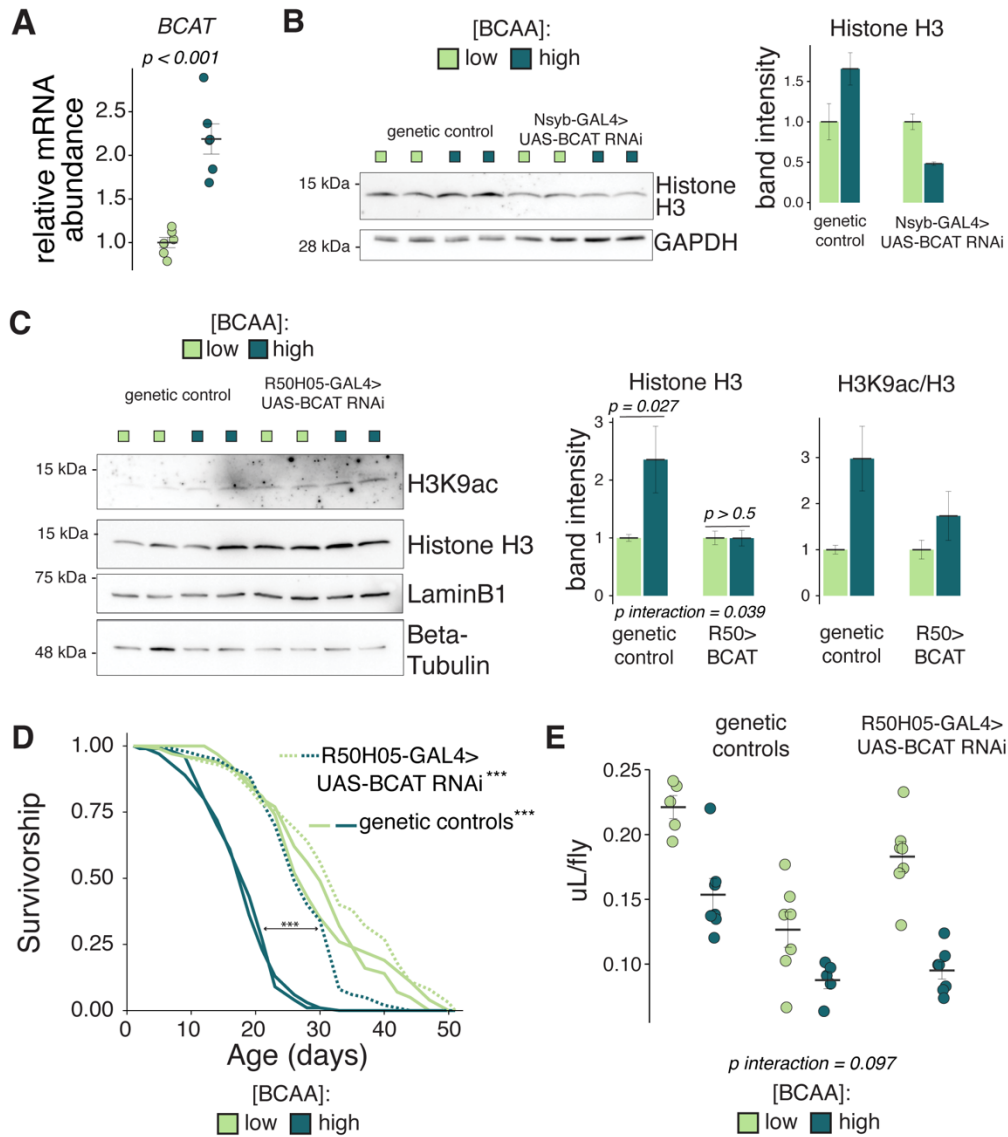 A
BCAT
p < 0.001
relative mRNA
abundance
2.5
2.0
1.5
1.0
B
[BCAA]:
low high
genetic control
Nsyb-GAL4>
UAS-BCAT RNAi
15 kDa
Histone
H3
28 kDa
GAPDH
Histone H3
band intensity
1.5
1.0
0.5
0.0
genetic
control
Nsyb-GAL4>
UAS-BCAT RNAi
C
[BCAA]:
low high
genetic control
R50H05-GAL4>
UAS-BCAT RNAi
15 kDa
H3K9ac
15 kDa
Histone H3
75 kDa
LaminB1
48 kDa
Beta-
Tubulin
Histone H3
p = 0.027
p > 0.5
band intensity
3
2
1
0
p interaction = 0.039
genetic
control
R50>
BCAT
H3K9ac/H3
3
2
1
0
genetic
control
R50>
BCAT
D
Survivorship
1.00
0.75
0.50
0.25
0.00
R50H05-GAL4>
UAS-BCAT RNAi***
genetic controls***
***
0 10 20 30 40 50
Age (days)
[BCAA]:
low high
E
genetic
controls
R50H05-GAL4>
UAS-BCAT RNAi
uL/fly
0.25
0.20
0.15
0.10
p interaction = 0.097
[BCAA]:
low high